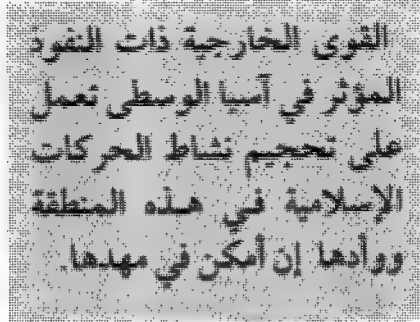 القوى الخارجية ذات النفوذ
المؤثر في آسيا الوسطى تعمل
على تحجيم نشاط الحركات
الإسلامية في هذه المنطقة
ووأدها إن أمكن في مهدها.